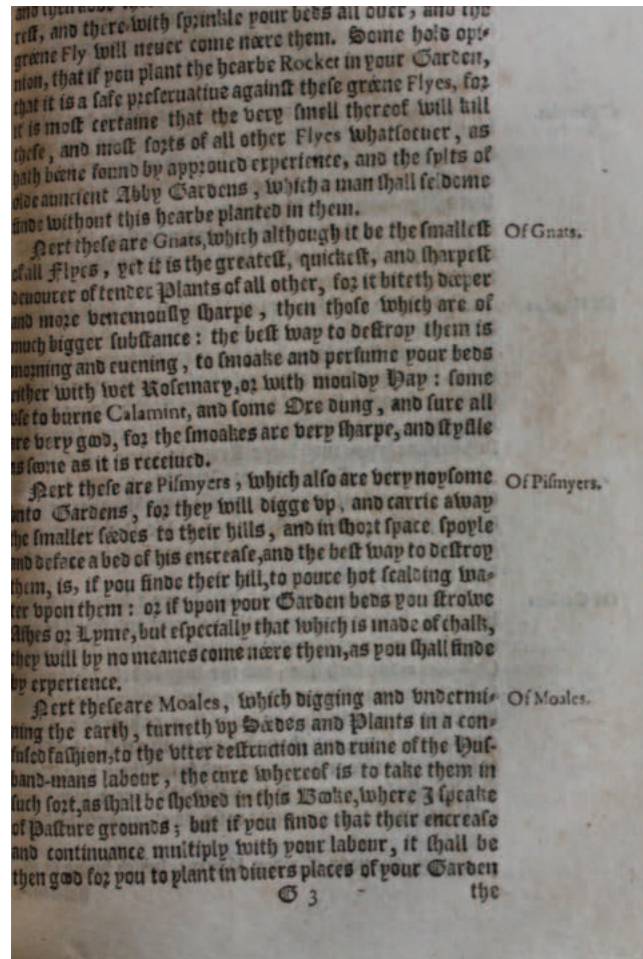 rest, and there-with sprinkle your beds all ouer, and the
gréene Fly will neuer come néere them. Some hold opi-
nion, that if you plant the hearbe Rocket in your Garden,
that it is a safe preseruatiue against these gréene Flyes, for
it is most certaine that the very smell thereof will kill
these, and most sorts of all other Flyes whatsoeuer, as
hath béene found by approued experience, and the spits of
olde auncient Abby Gardens, which a man shall seldome
finde without this hearbe planted in them.
Next these are Gnats, which although it be the smallest
Of Gnats.
of all Flyes, yet it is the greatest, quickest, and sharpest
deuourer of tender Plants of all other, for it biteth déeper
and more venemously sharpe, then those which are of
much bigger substance: the best way to destroy them is
morning and euening, to smoake and perfume your beds
either with wet Rosemary, or with mouldy Hay: some
vse to burne Calamint, and some Oxe dung, and sure all
are very good, for the smoakes are very sharpe, and styfle
as soone as it is receiued.
Next these are Pismyers, which also are very noysome
Of Pismyers.
vnto Gardens, for they will digge vp, and carrie away
the smaller séedes to their hills, and in short space spoyle
and deface a bed of his encrease, and the best way to destroy
them, is, if you finde their hill, to poure hot scalding wa-
ter vpon them: or if vpon your Garden beds you strowe
Ashes or Lyme, but especially that which is made of chalk,
they will by no meanes come néere them, as you shall finde
by experience.
Next these are Moales, which digging and vndermi-
Of Moales.
ning the earth, turneth vp Séedes and Plants in a con-
fused fashion, to the vtter destruction and ruine of the Hus-
band-mans labour, the cure whereof is to take them in
such sort, as shall be shewed in this Booke, where I speake
of Pasture grounds; but if you finde that their encrease
and continuance multiply with your labour, it shall be
then good for you to plant in diuers places of your Garden
G 3
the